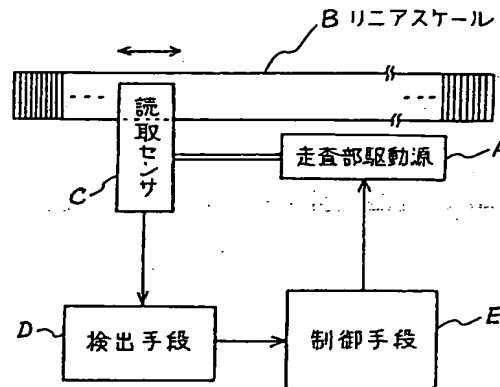 B リニアスケール
読取センサ
C
走査部駆動源
A
D
検出手段
制御手段
E